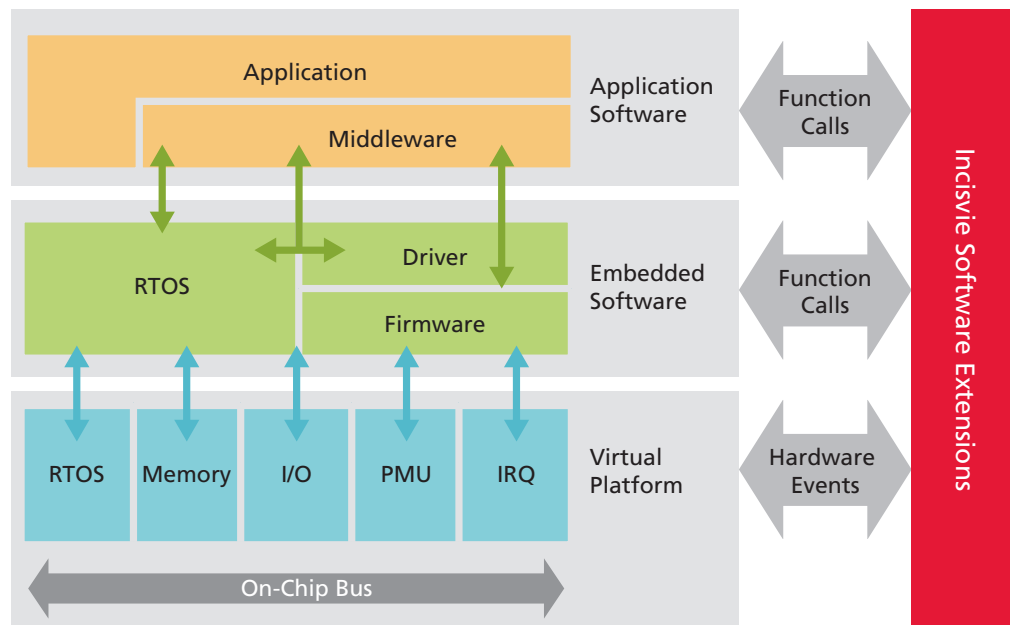 Application
Middleware
Application
Software
Function
Calls
RTOS
Driver
Firmware
Embedded
Software
Function
Calls
RTOS
Memory
I/O
PMU
IRQ
Virtual
Platform
Hardware
Events
On-Chip Bus
Incisvie Software Extensions